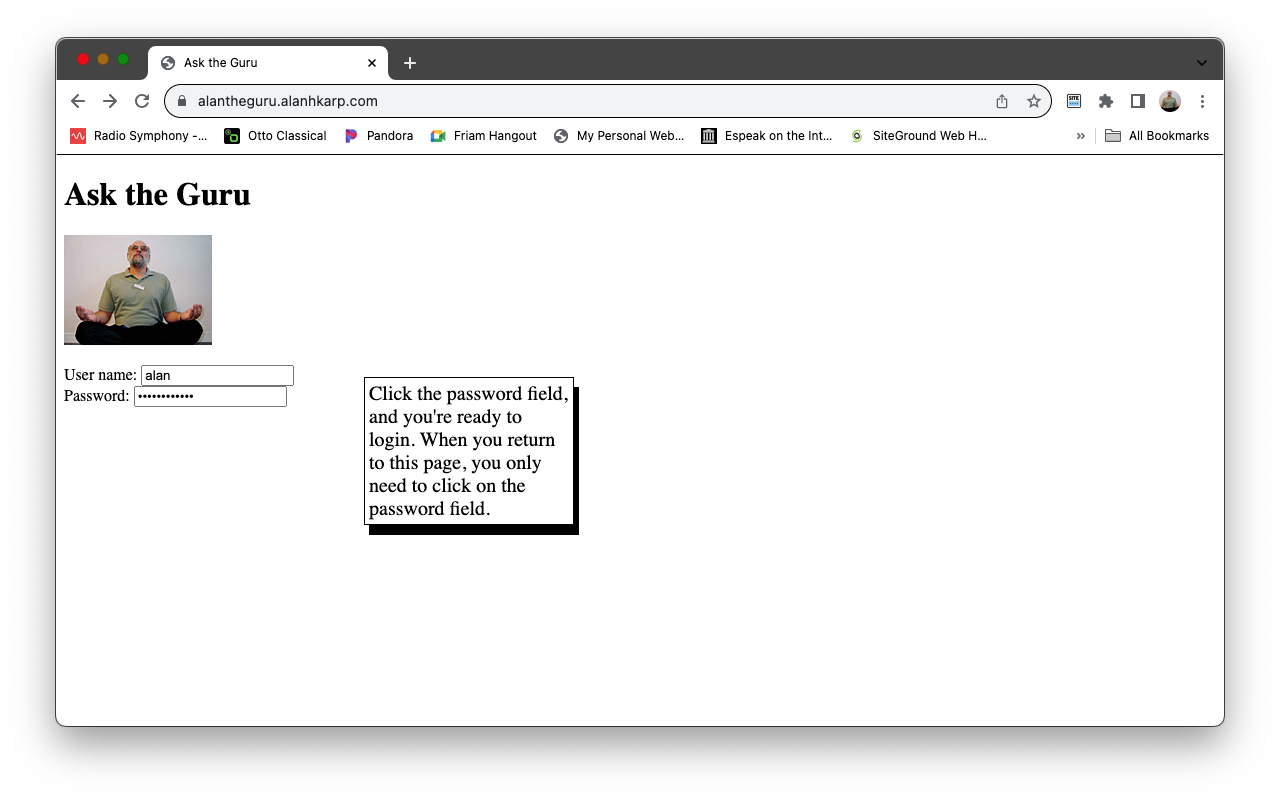 Ask the Guru
alantheguru.alanhkarp.com
SITE
Radio Symphony -... Otto Classical Pandora Friam Hangout My Personal Web... Espeak on the Int... SiteGround Web H... » All Bookmarks
Ask the Guru
User name: alan
Password: ••••••••••••
Click the password field,
and you're ready to
login. When you return
to this page, you only
need to click on the
password field.